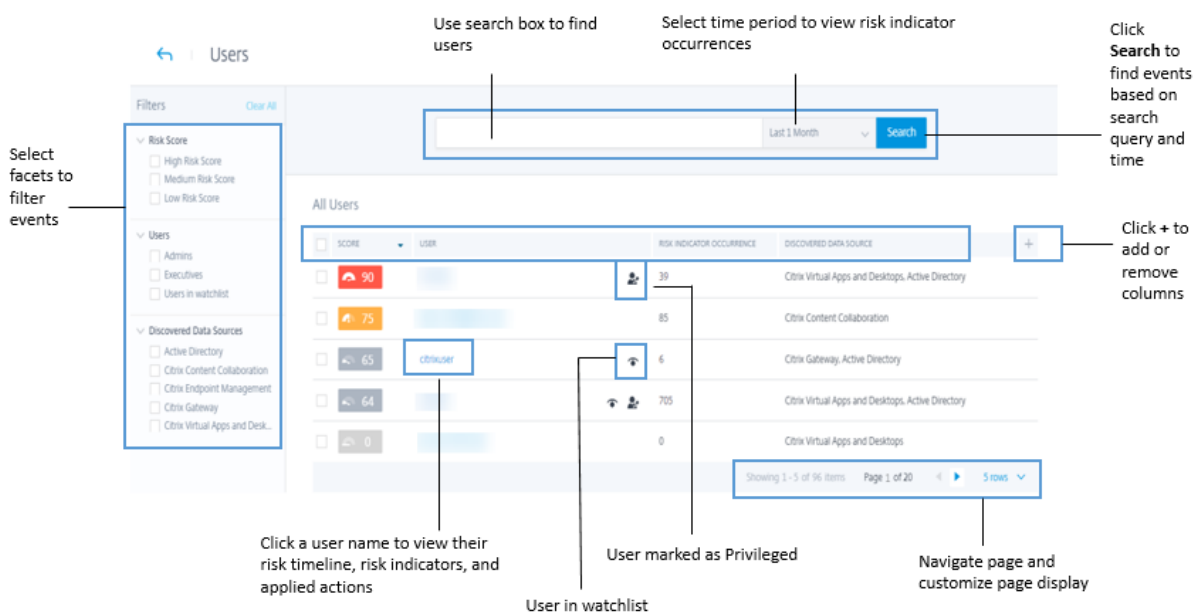 Use search box to find
users
Select time period to view risk indicator
occurrences
Click
Search to
find events
based on
search
query and
time
Users
Filters
Clear All
Select
facets to
filter
events
Risk Score
High Risk Score
Medium Risk Score
Low Risk Score
Users
Admins
Executives
Users in watchlist
Discovered Data Sources
Active Directory
Citrix Content Collaboration
Citrix Endpoint Management
Citrix Gateway
Citrix Virtual Apps and Desk...
Last 1 Month
Search
All Users
SCORE USER RISK INDICATOR OCCURRENCE DISCOVERED DATA SOURCE +
90 39 Citrix Virtual Apps and Desktops, Active Directory
75 85 Citrix Content Collaboration
65 citrixuser 6 Citrix Gateway, Active Directory
64 705 Citrix Virtual Apps and Desktops, Active Directory
0 0 Citrix Virtual Apps and Desktops
Showing 1 - 5 of 96 items Page 1 of 20 5 rows
Click + to
add or
remove
columns
Click a user name to view their
risk timeline, risk indicators, and
applied actions
User in watchlist
User marked as Privileged
Navigate page and
customize page display